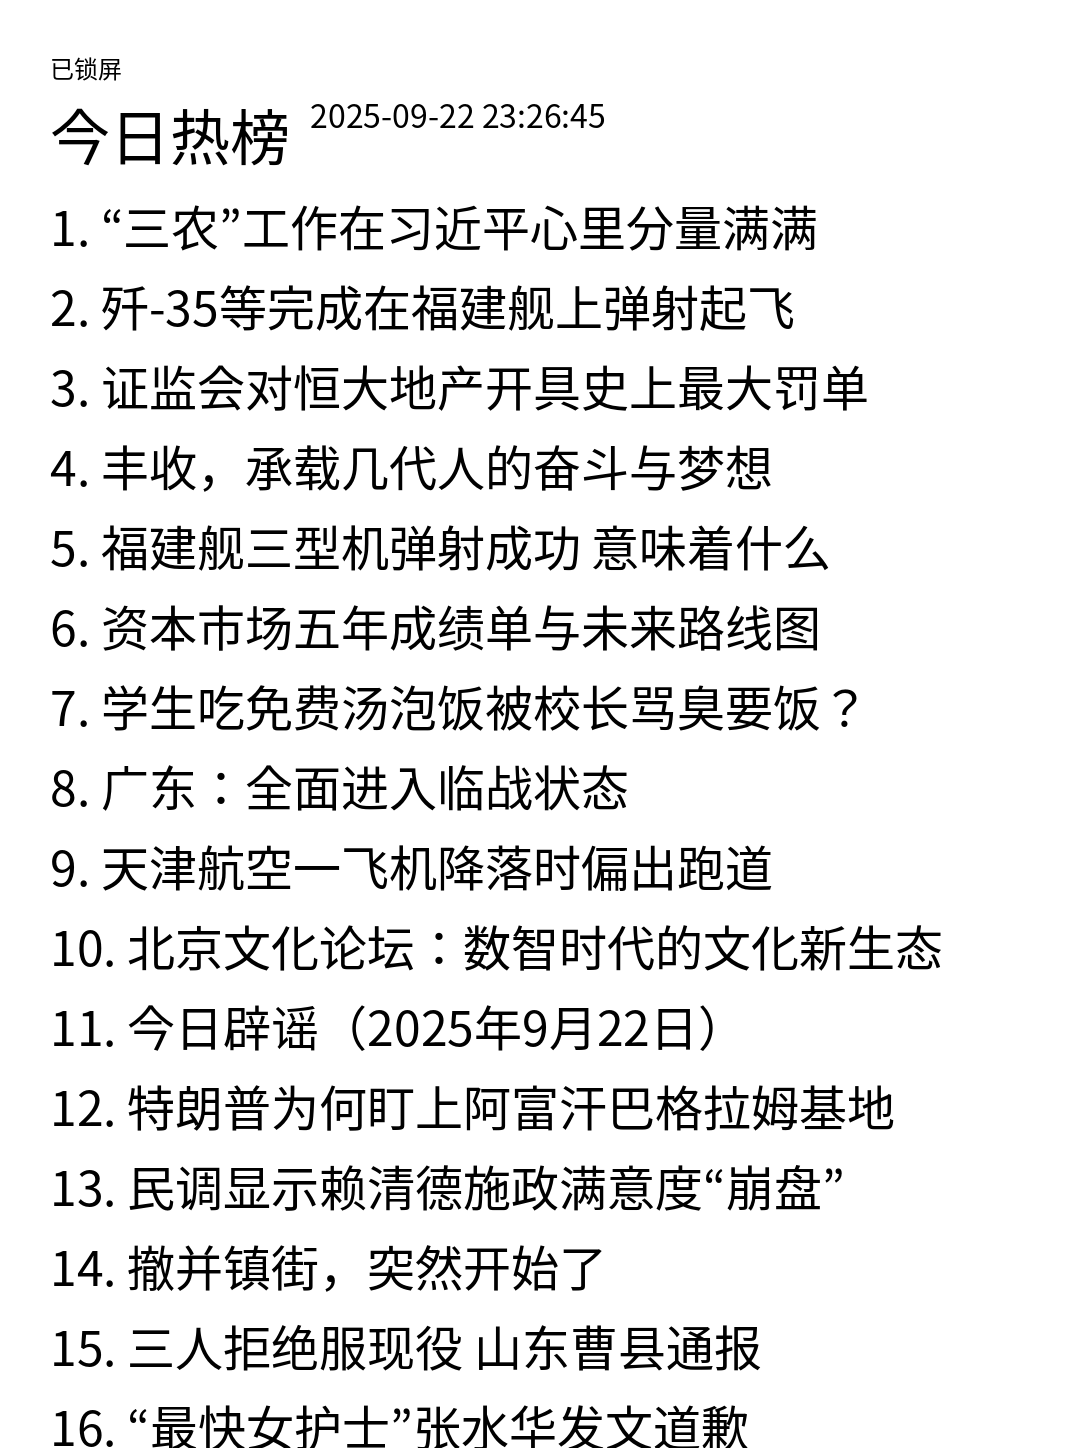 已锁屏
今日热榜 2025-09-22 23:26:45
1. “三农”工作在习近平心里分量满满
2. 歼-35等完成在福建舰上弹射起飞
3. 证监会对恒大地产开具史上最大罚单
4. 丰收，承载几代人的奋斗与梦想
5. 福建舰三型机弹射成功 意味着什么
6. 资本市场五年成绩单与未来路线图
7. 学生吃免费汤泡饭被校长骂臭要饭？
8. 广东：全面进入临战状态
9. 天津航空一飞机降落时偏出跑道
10. 北京文化论坛：数智时代的文化新生态
11. 今日辟谣（2025年9月22日）
12. 特朗普为何盯上阿富汗巴格拉姆基地
13. 民调显示赖清德施政满意度“崩盘”
14. 撤并镇街，突然开始了
15. 三人拒绝服现役 山东曹县通报
16. “最快女护士”张水华发文道歉